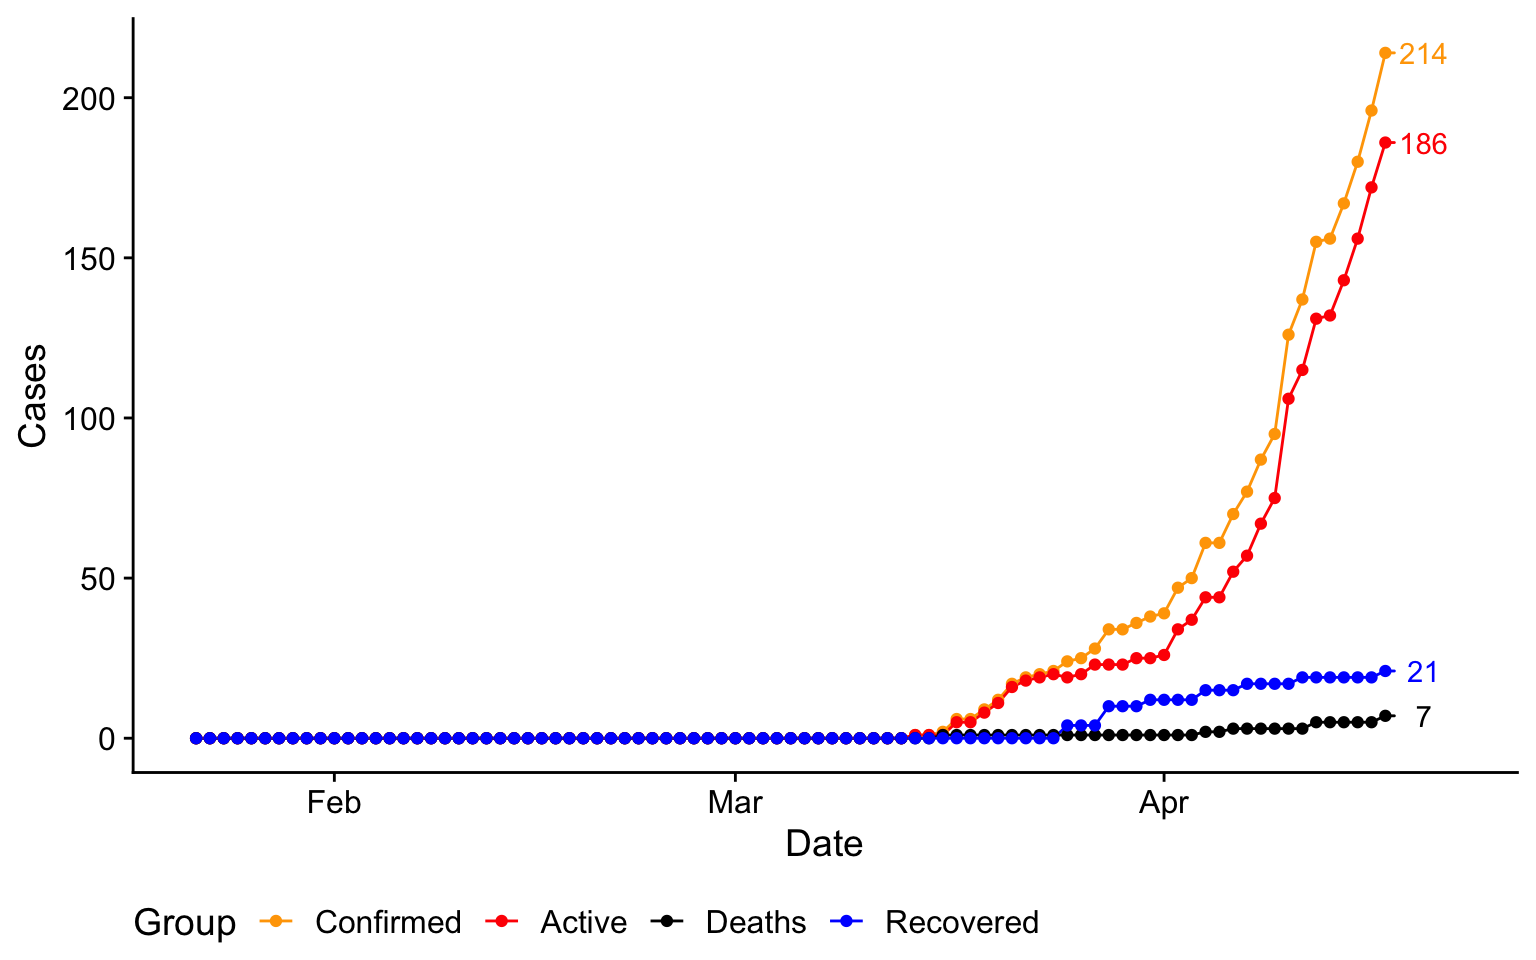 214
200
186
150
Cases
100
50
21
7
0
Feb Mar Apr
Date
Group Confirmed Active Deaths Recovered